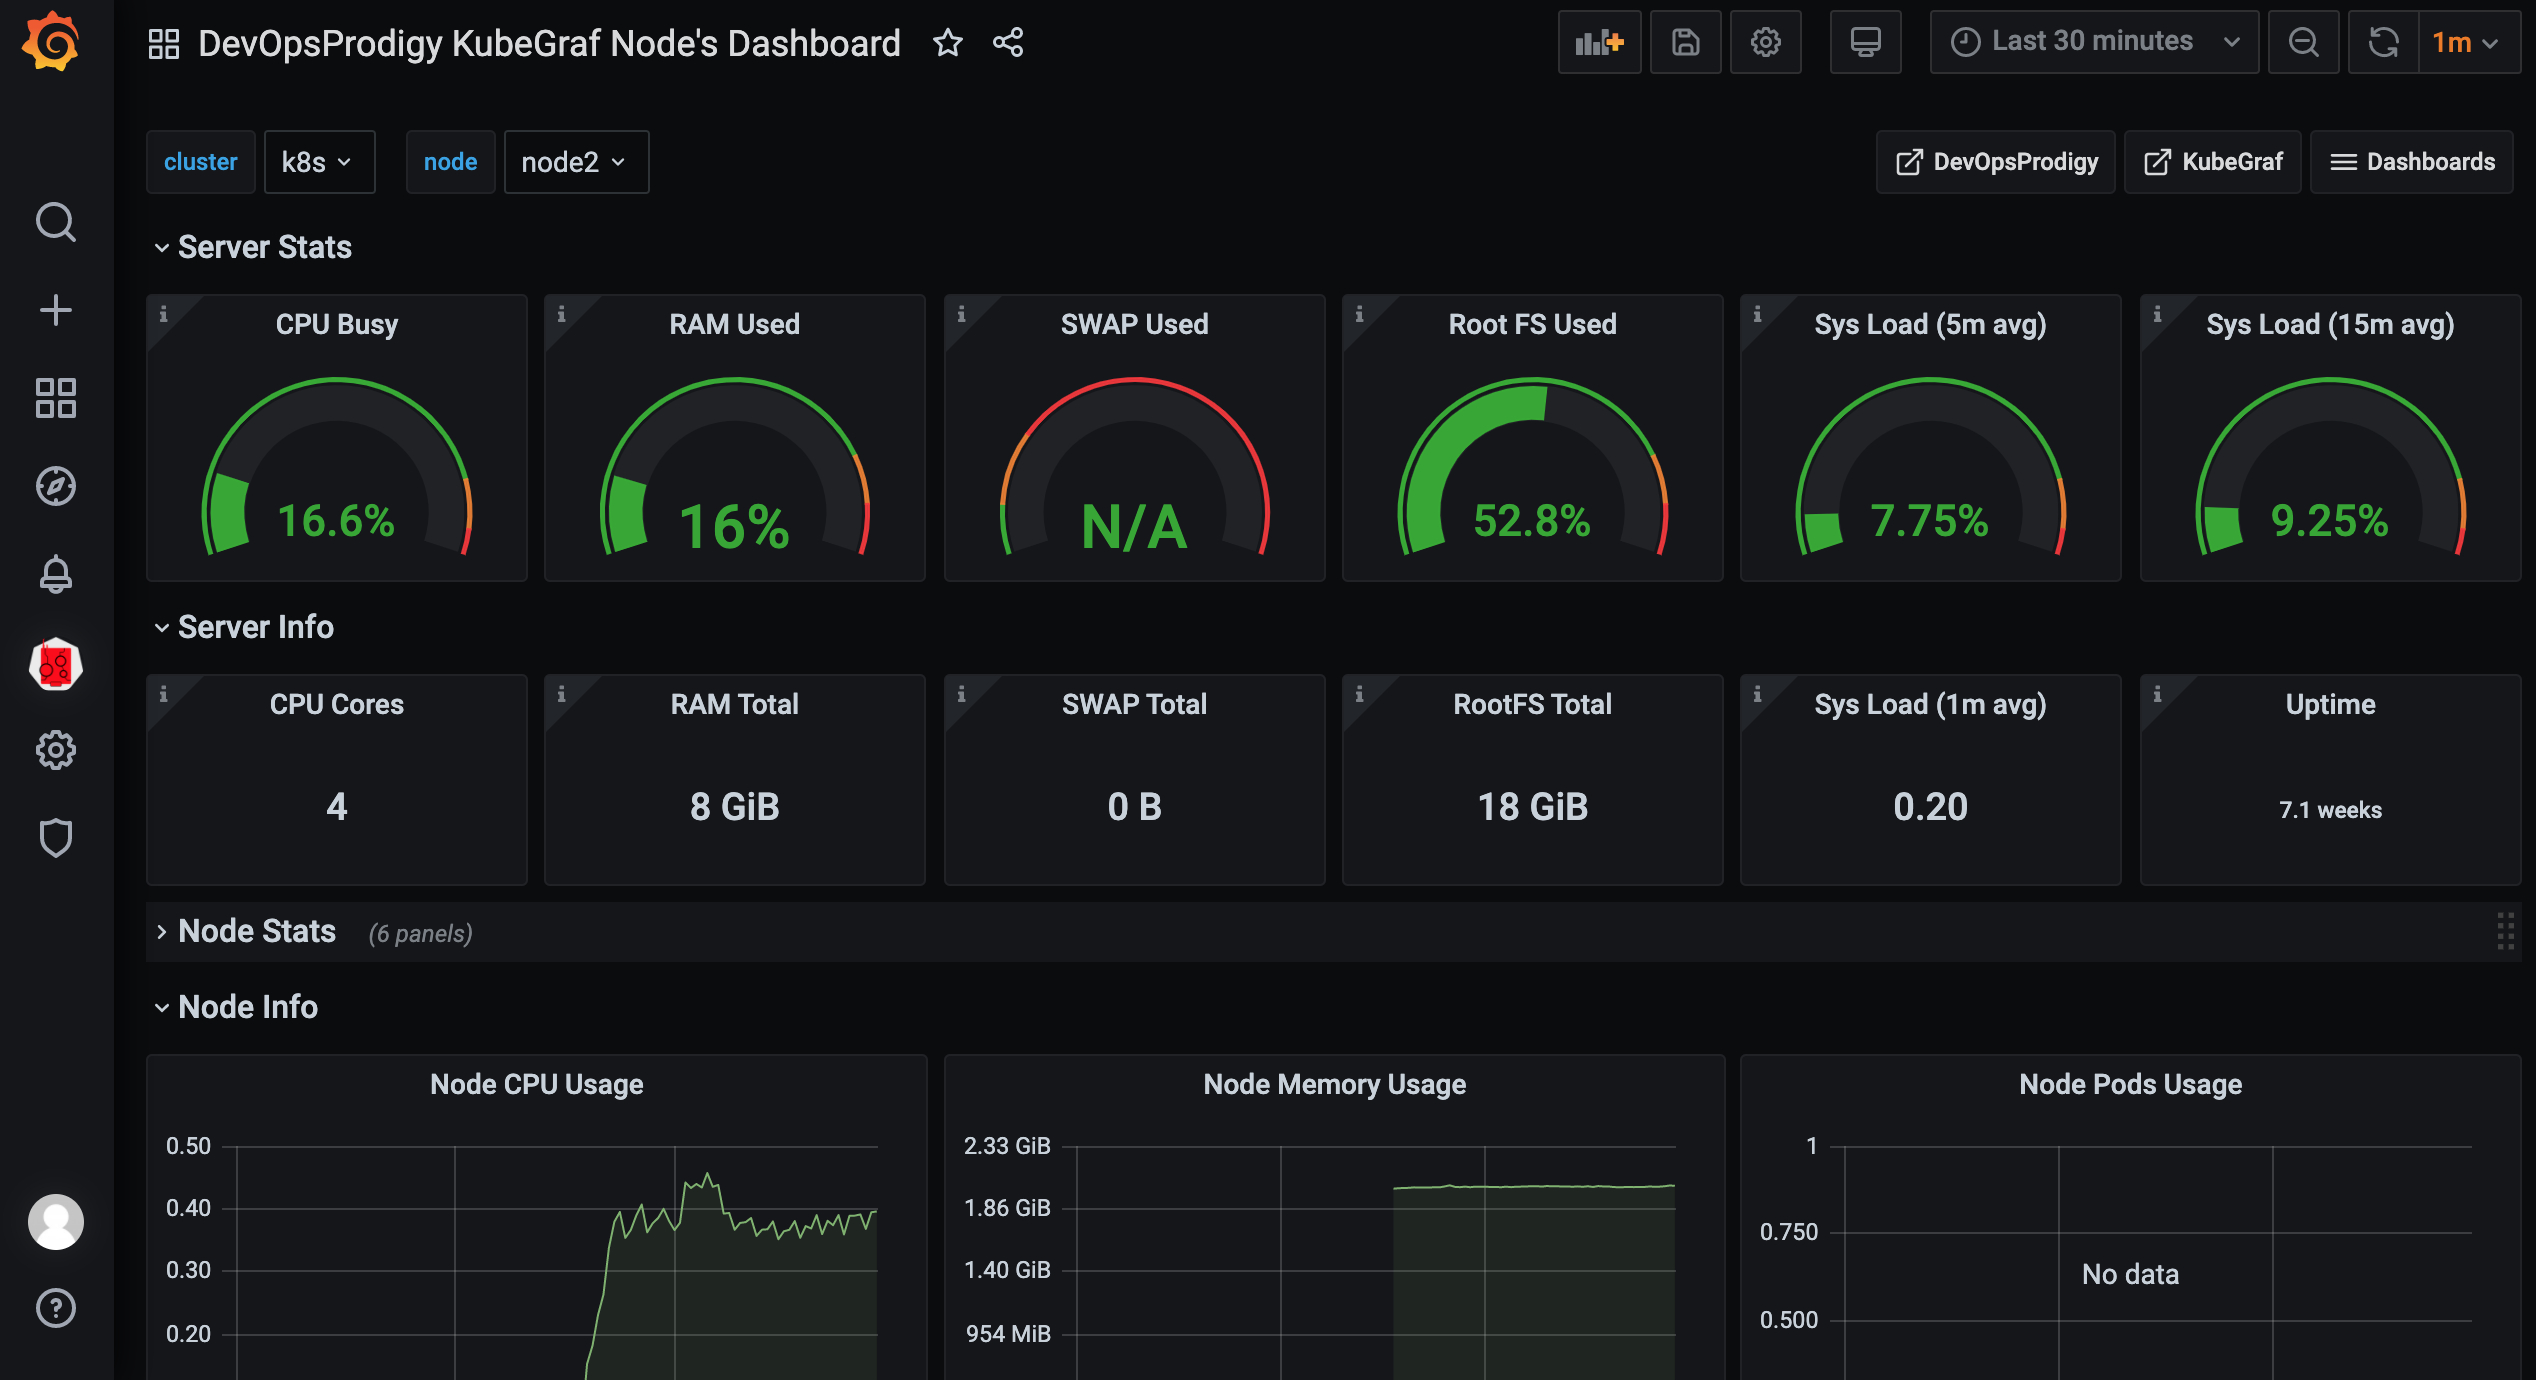 DevOpsProdigy KubeGraf Node's Dashboard
Last 30 minutes
1m
cluster k8s node node2
DevOpsProdigy KubeGraf Dashboards
Server Stats
CPU Busy
16.6%
RAM Used
16%
SWAP Used
N/A
Root FS Used
52.8%
Sys Load (5m avg)
7.75%
Sys Load (15m avg)
9.25%
Server Info
CPU Cores
4
RAM Total
8 GiB
SWAP Total
0 B
RootFS Total
18 GiB
Sys Load (1m avg)
0.20
Uptime
7.1 weeks
Node Stats (6 panels)
Node Info
Node CPU Usage
0.50
0.40
0.30
0.20
Node Memory Usage
2.33 GiB
1.86 GiB
1.40 GiB
954 MiB
Node Pods Usage
1
0.750
No data
0.500